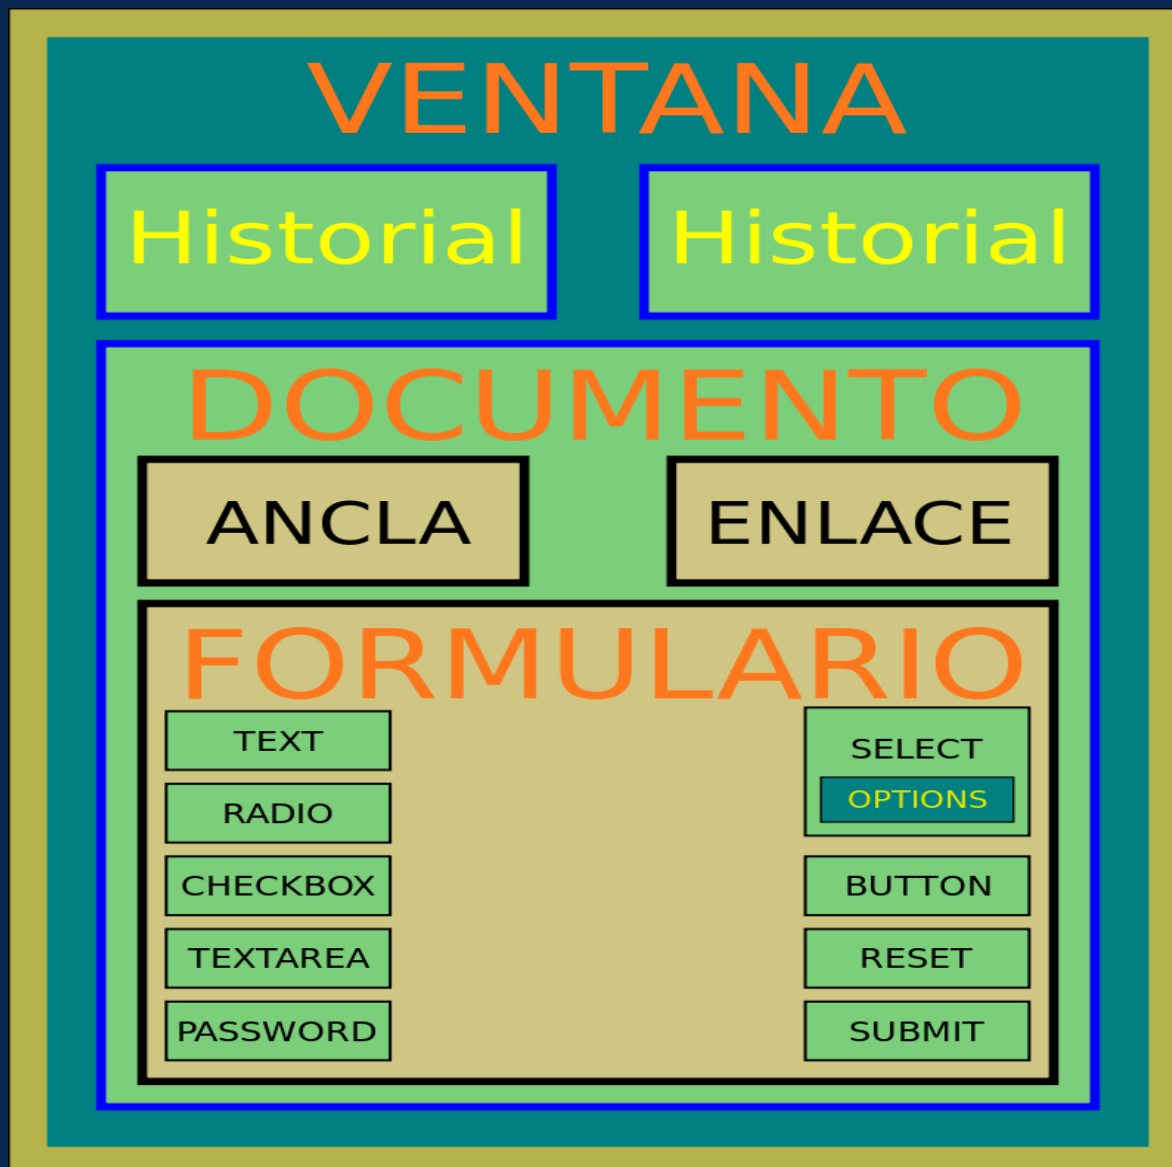 VENTANA
Historial
Historial
DOCUMENTO
ANCLA
ENLACE
FORMULARIO
TEXT
RADIO
CHECKBOX
TEXTAREA
PASSWORD
SELECT
OPTIONS
BUTTON
RESET
SUBMIT